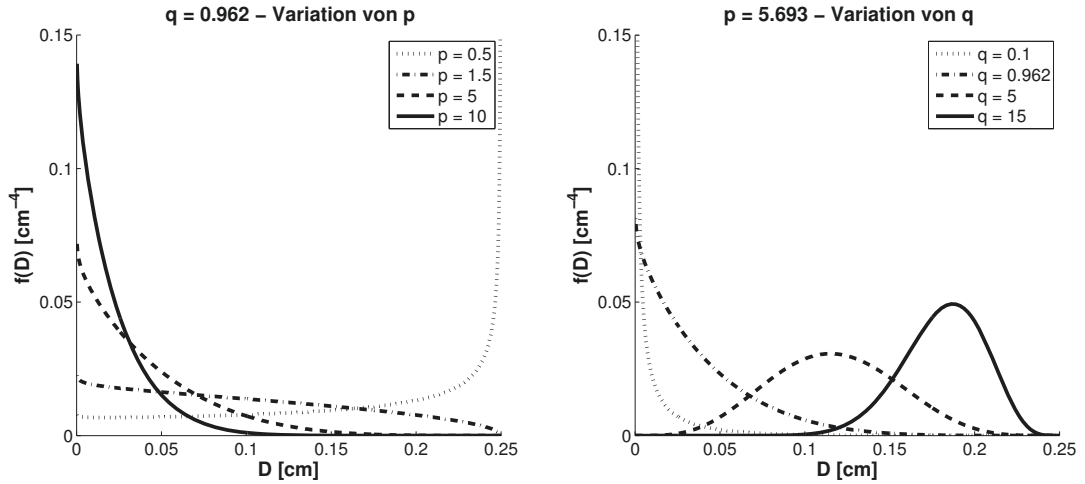 q = 0.962 – Variation von p
0.15
0.1
0.05
0
f(D) [cm⁻⁴]
p = 0.5
p = 1.5
p = 5
p = 10
0 0.05 0.1 0.15 0.2 0.25
D [cm]
p = 5.693 – Variation von q
0.15
0.1
0.05
0
f(D) [cm⁻⁴]
q = 0.1
q = 0.962
q = 5
q = 15
0 0.05 0.1 0.15 0.2 0.25
D [cm]